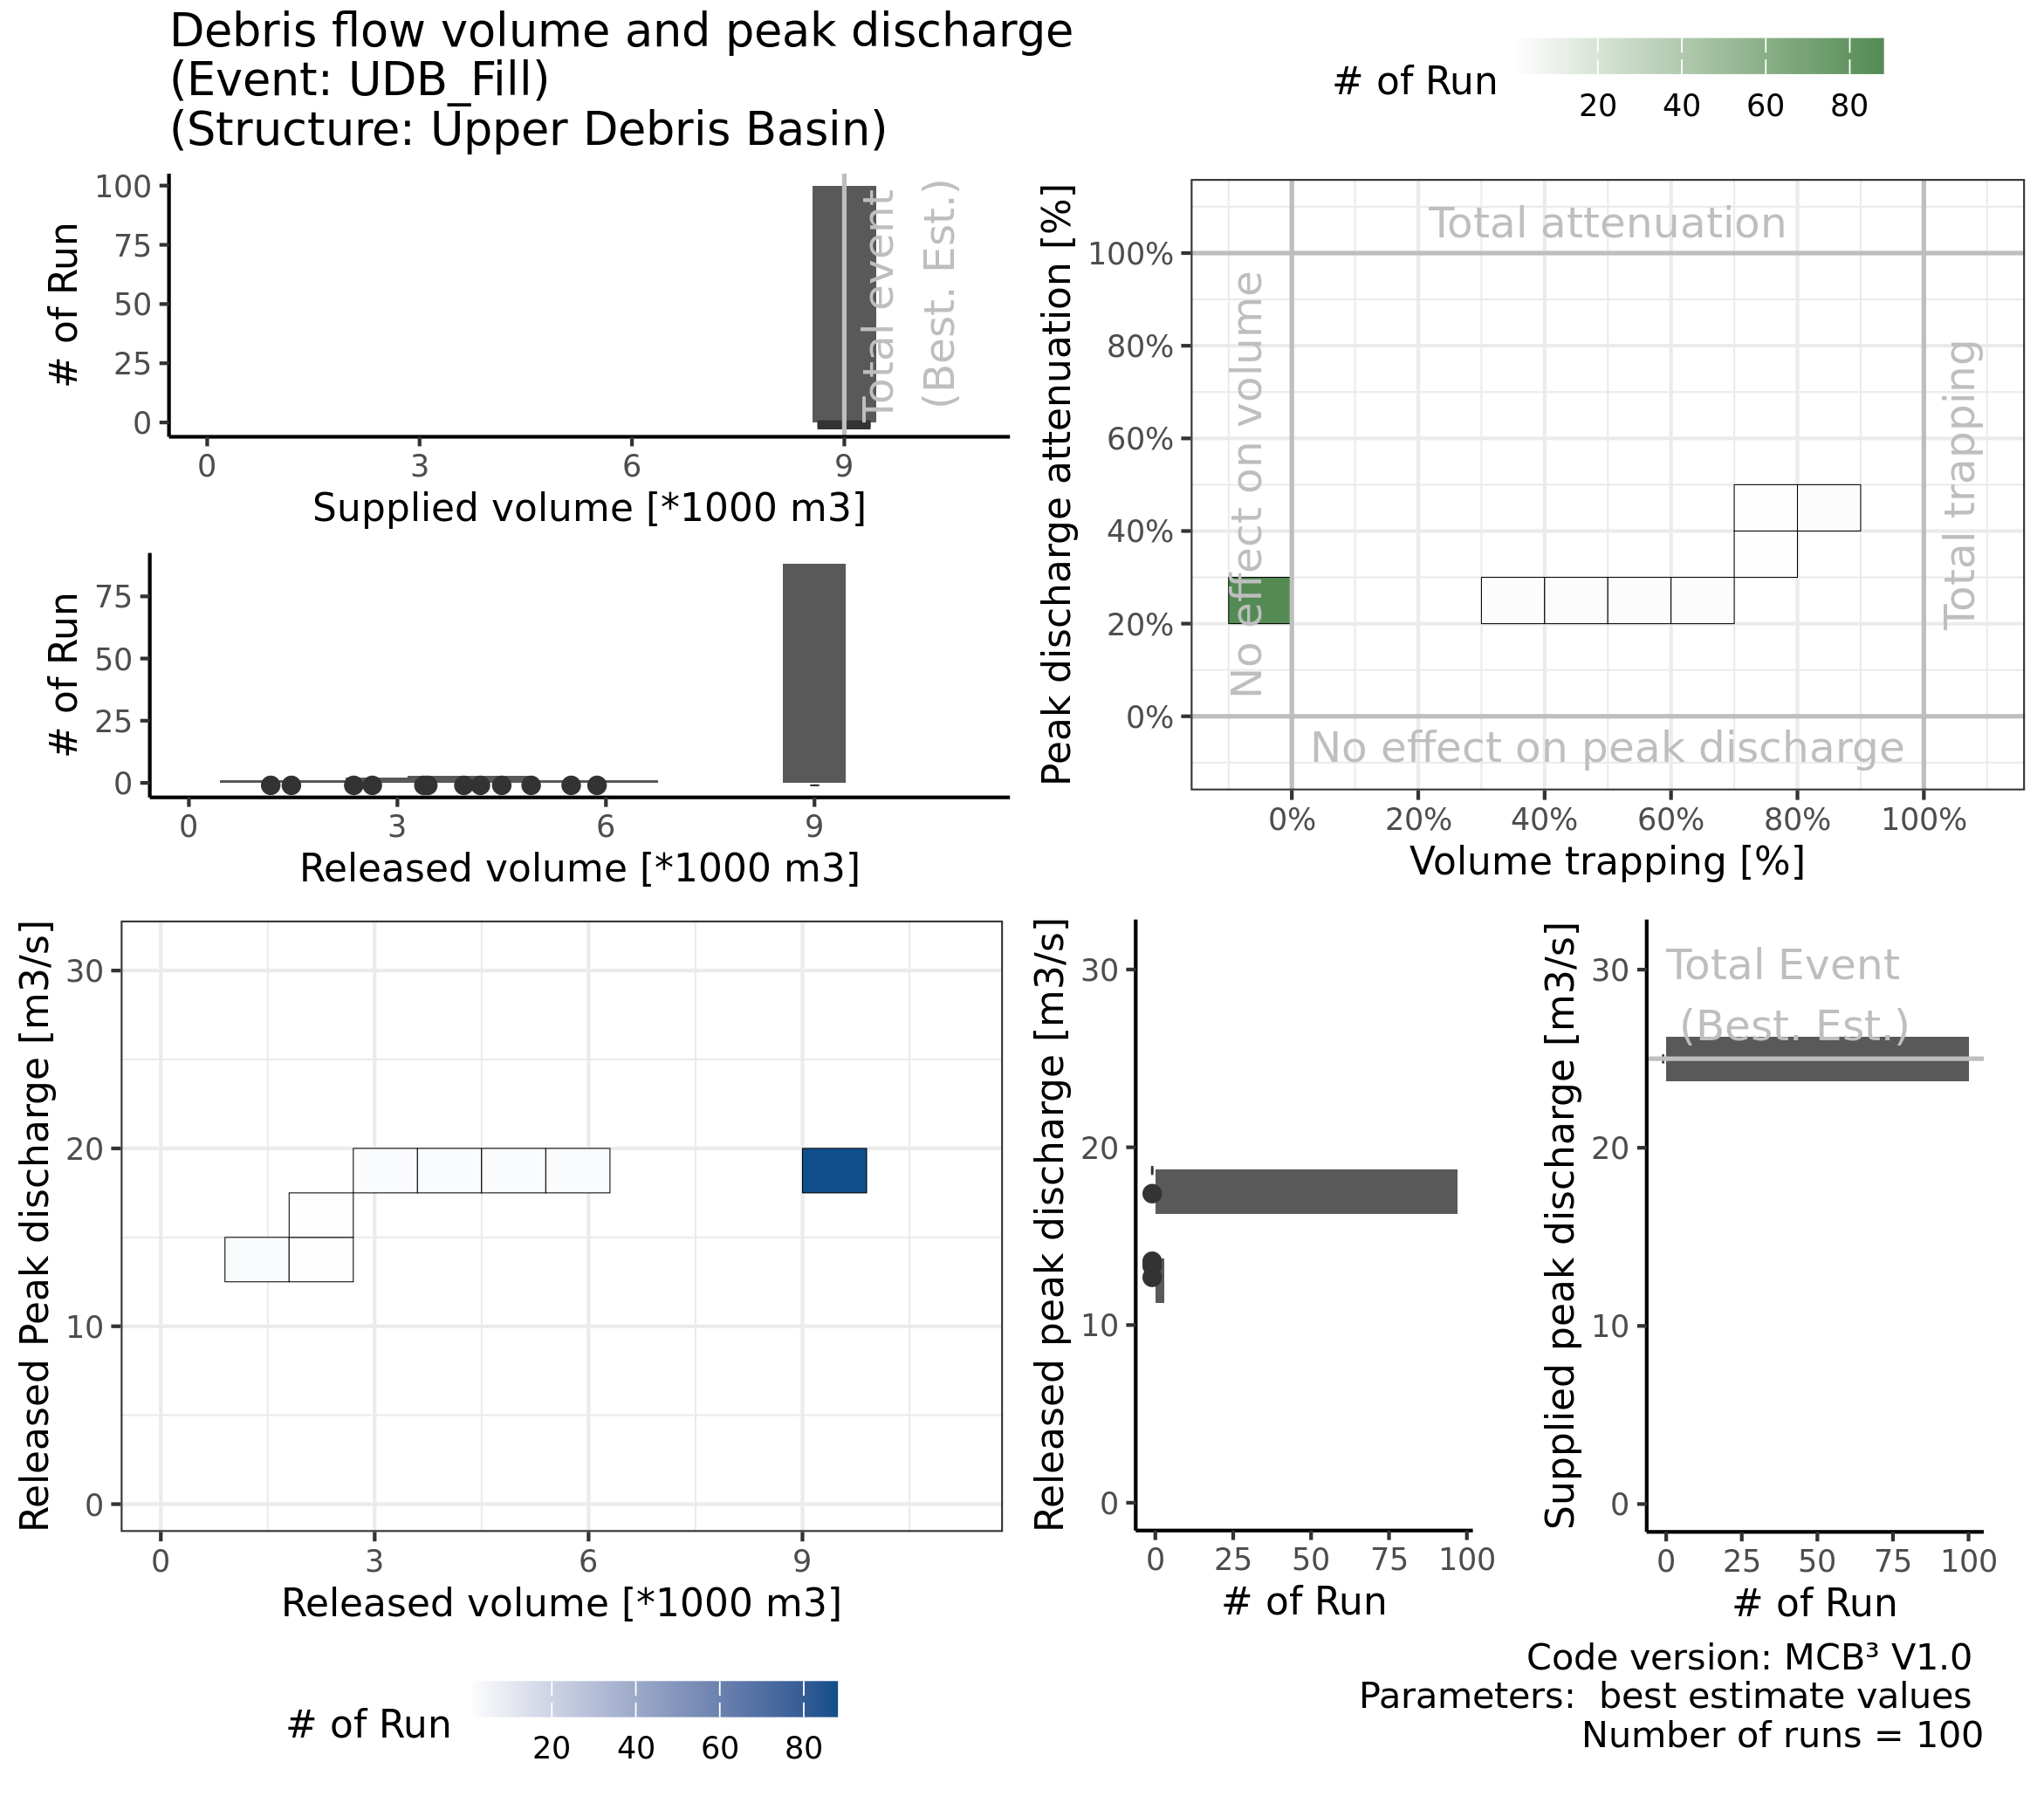 Debris flow volume and peak discharge
(Event: UDB_Fill)
(Structure: Upper Debris Basin)
# of Run
20 40 60 80
# of Run
100
75
50
25
0
Total event
(Best. Est.)
0 3 6 9
Supplied volume [*1000 m3]
# of Run
75
50
25
0
0 3 6 9
Released volume [*1000 m3]
Peak discharge attenuation [%]
100%
80%
60%
40%
20%
0%
Total attenuation
No effect on volume
Total trapping
No effect on peak discharge
0% 20% 40% 60% 80% 100%
Volume trapping [%]
Released Peak discharge [m3/s]
30
20
10
0
0 3 6 9
Released volume [*1000 m3]
# of Run
20 40 60 80
Released peak discharge [m3/s]
30
20
10
0
0 25 50 75 100
# of Run
Supplied peak discharge [m3/s]
30
20
10
0
Total Event
(Best. Est.)
0 25 50 75 100
# of Run
Code version: MCB³ V1.0
Parameters:  best estimate values
Number of runs = 100